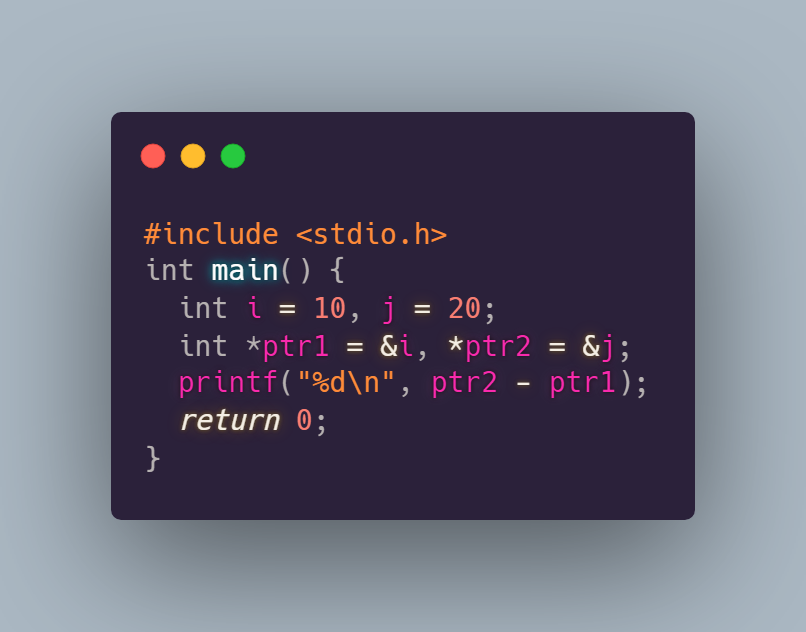 #include <stdio.h>
int main() {
  int i = 10, j = 20;
  int *ptr1 = &i, *ptr2 = &j;
  printf("%d\n", ptr2 - ptr1);
  return 0;
}